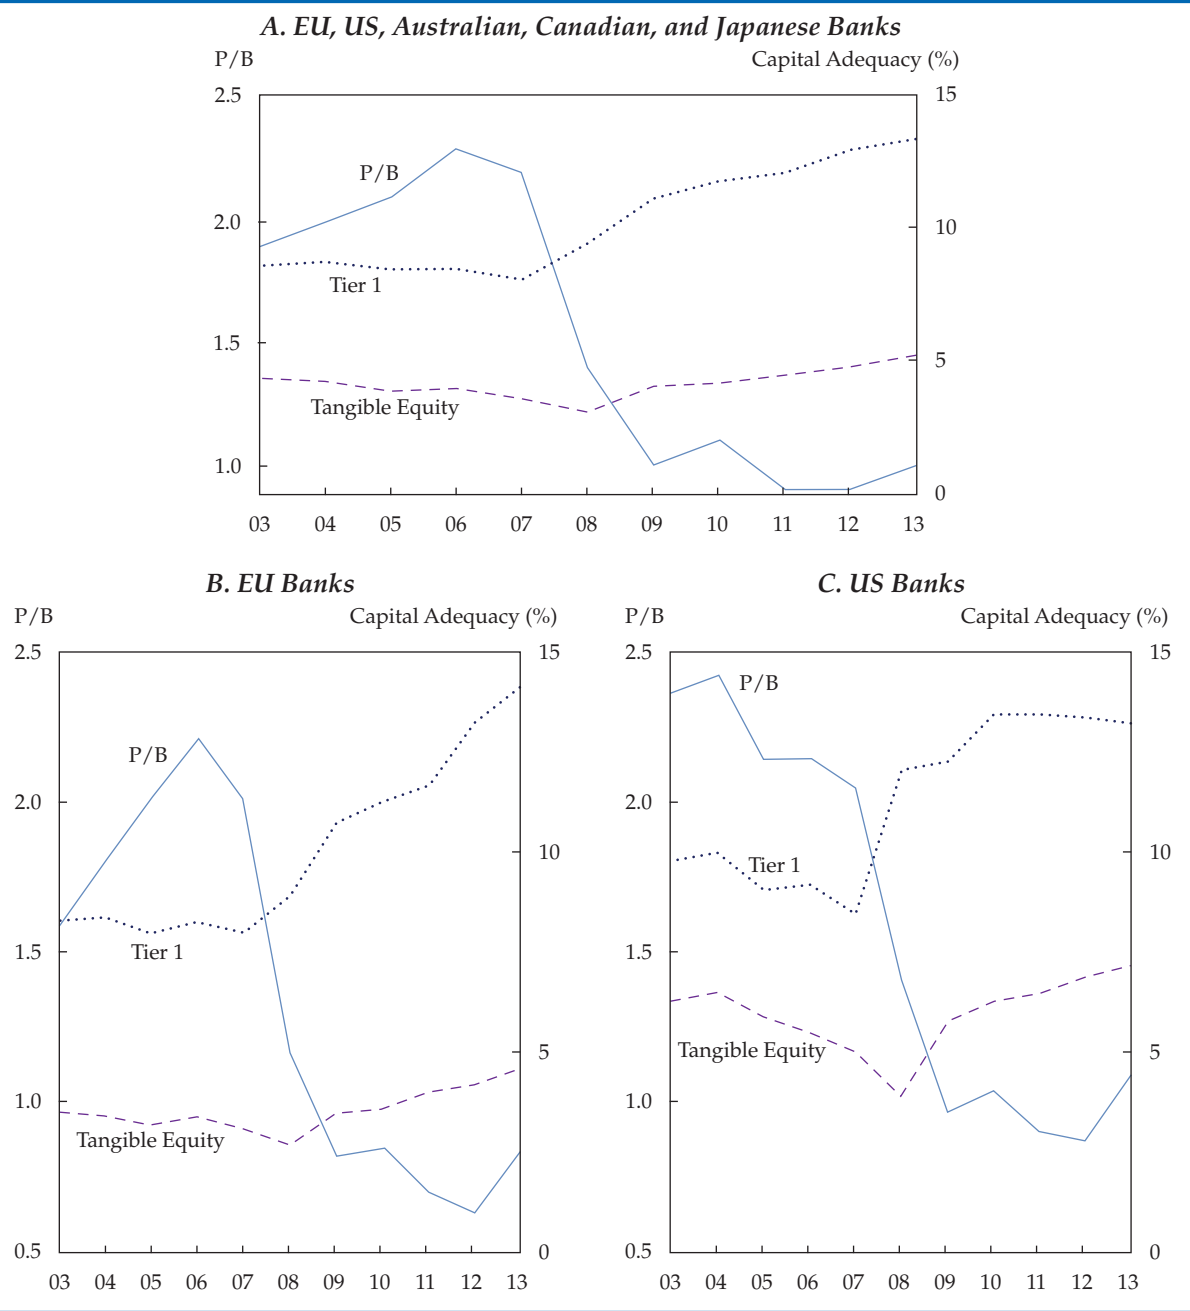 A. EU, US, Australian, Canadian, and Japanese Banks
P/B Capital Adequacy (%)
2.5 15
P/B
2.0 10
Tier 1
1.5 5
Tangible Equity
1.0
0
03 04 05 06 07 08 09 10 11 12 13
B. EU Banks
P/B Capital Adequacy (%)
2.5 15
P/B
2.0
10
Tier 1
1.5
5
1.0
Tangible Equity
0.5 0
03 04 05 06 07 08 09 10 11 12 13
C. US Banks
P/B Capital Adequacy (%)
2.5 15
P/B
2.0
10
Tier 1
1.5
5
Tangible Equity
1.0
0.5 0
03 04 05 06 07 08 09 10 11 12 13